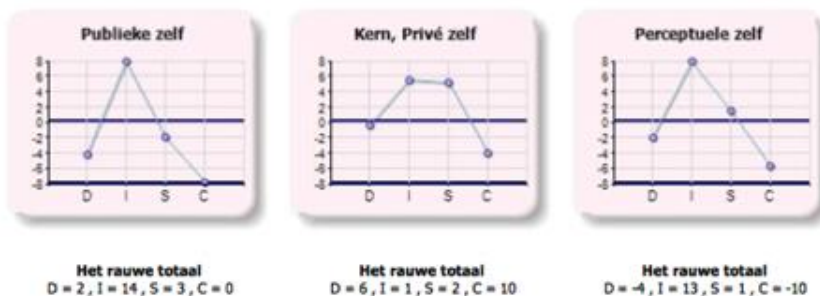 Publieke zelf
8
6
4
2
0
-2
-4
-6
-8
D I S C
Het rauwe totaal
D = 2 , I = 14 , S = 3 , C = 0
Kern, Privé zelf
8
6
4
2
0
-2
-4
-6
-8
D I S C
Het rauwe totaal
D = 6 , I = 1 , S = 2 , C = 10
Perceptuele zelf
8
6
4
2
0
-2
-4
-6
-8
D I S C
Het rauwe totaal
D = -4 , I = 13 , S = 1 , C = -10